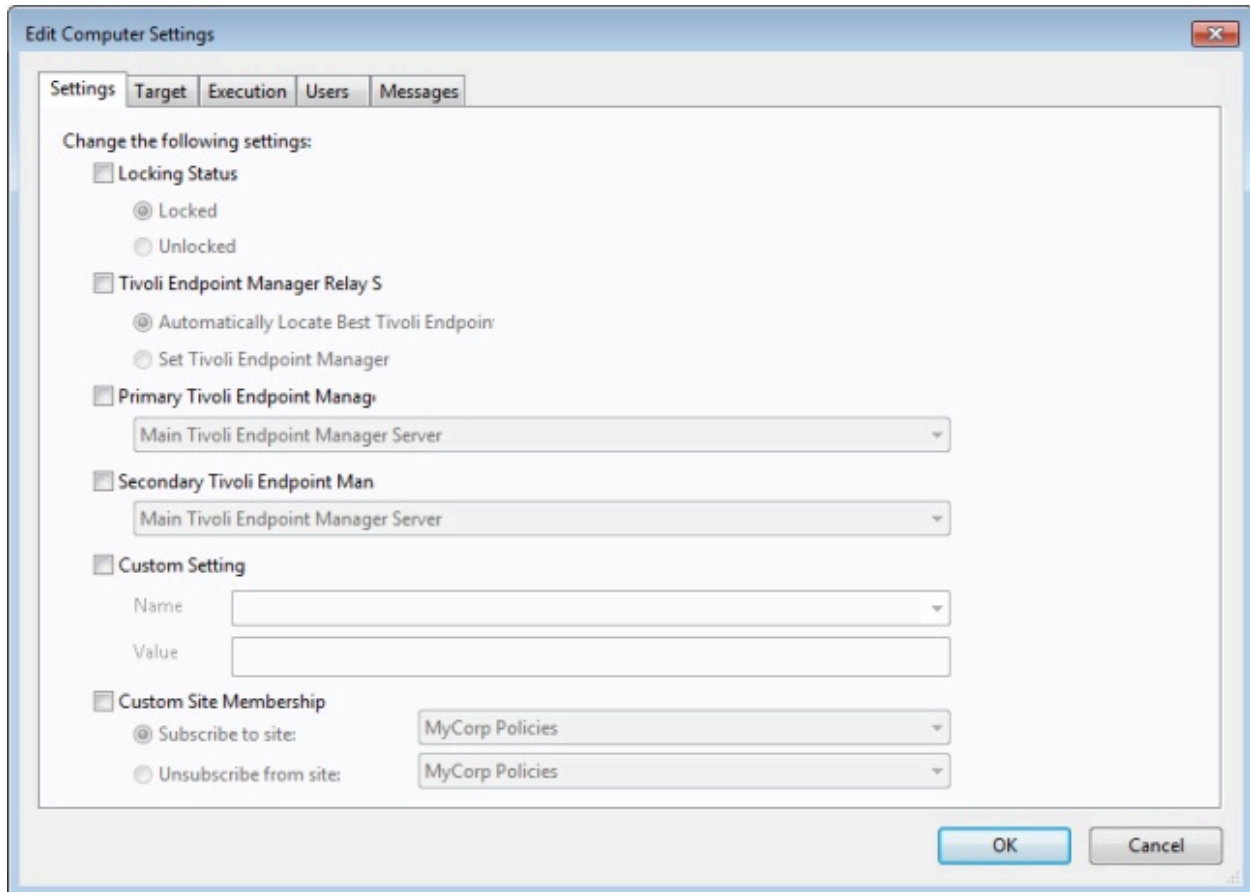 Edit Computer Settings
Settings Target Execution Users Messages
Change the following settings:
Locking Status
Locked
Unlocked
Tivoli Endpoint Manager Relay S
Automatically Locate Best Tivoli Endpoin
Set Tivoli Endpoint Manager
Primary Tivoli Endpoint Manag
Main Tivoli Endpoint Manager Server
Secondary Tivoli Endpoint Man
Main Tivoli Endpoint Manager Server
Custom Setting
Name
Value
Custom Site Membership
Subscribe to site: MyCorp Policies
Unsubscribe from site: MyCorp Policies
OK Cancel